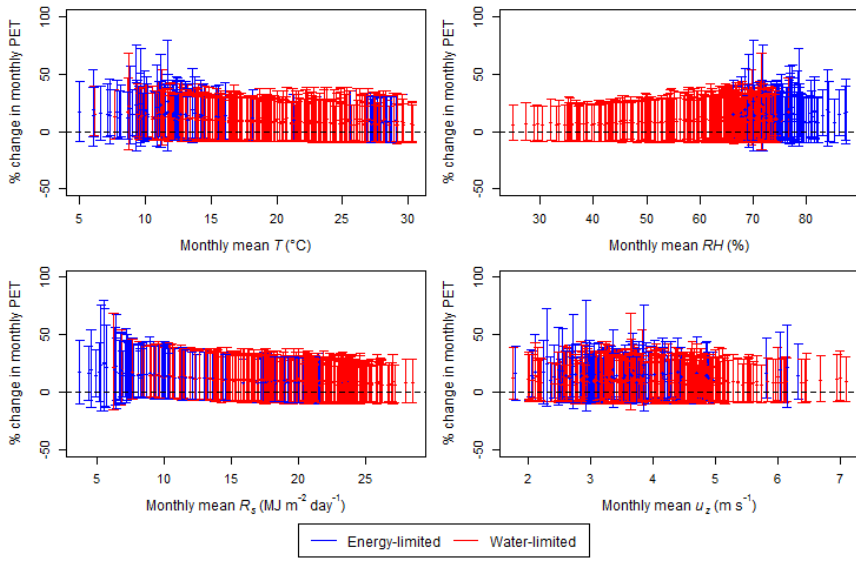 % change in monthly PET
100
50
0
-50
5 10 15 20 25 30
Monthly mean T (°C)
% change in monthly PET
100
50
0
-50
30 40 50 60 70 80
Monthly mean RH (%)
% change in monthly PET
100
50
0
-50
5 10 15 20 25
Monthly mean Rₛ (MJ m⁻² day⁻¹)
% change in monthly PET
100
50
0
-50
2 3 4 5 6 7
Monthly mean u_z (m s⁻¹)
Energy-limited Water-limited